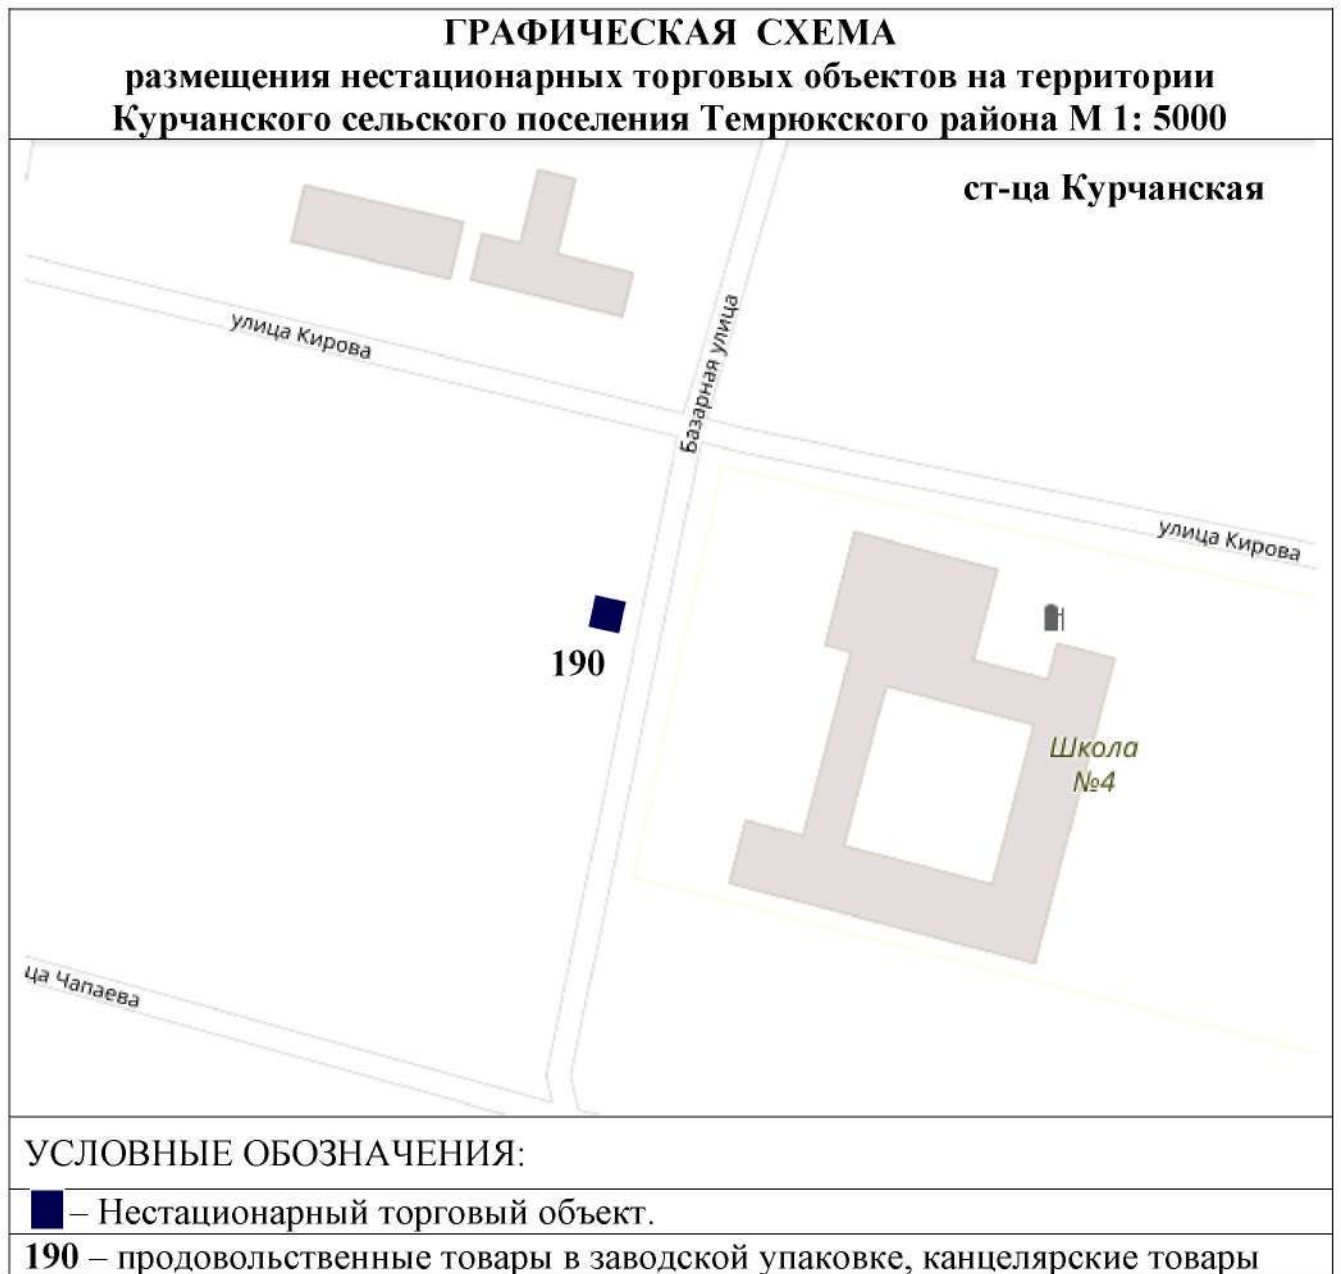 ГРАФИЧЕСКАЯ СХЕМА
размещения нестационарных торговых объектов на территории
Курчанского сельского поселения Темрюкского района М 1: 5000
ст-ца Курчанская
улица Кирова
Базарная улица
улица Кирова
190
Школа
№4
ца Чапаева
УСЛОВНЫЕ ОБОЗНАЧЕНИЯ:
– Нестационарный торговый объект.
190 – продовольственные товары в заводской упаковке, канцелярские товары